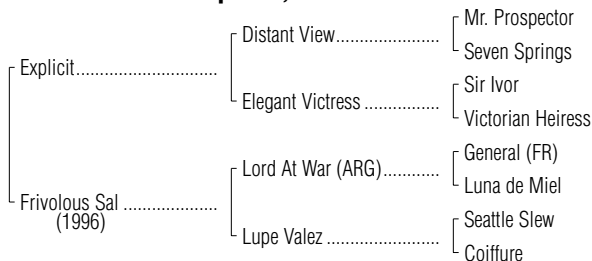 Mr. Prospector
Distant View
Seven Springs
Explicit
Sir Ivor
Elegant Victress
Victorian Heiress
General (FR)
Lord At War (ARG)
Luna de Miel
Frivolous Sal
(1996)
Seattle Slew
Lupe Valez
Coiffure